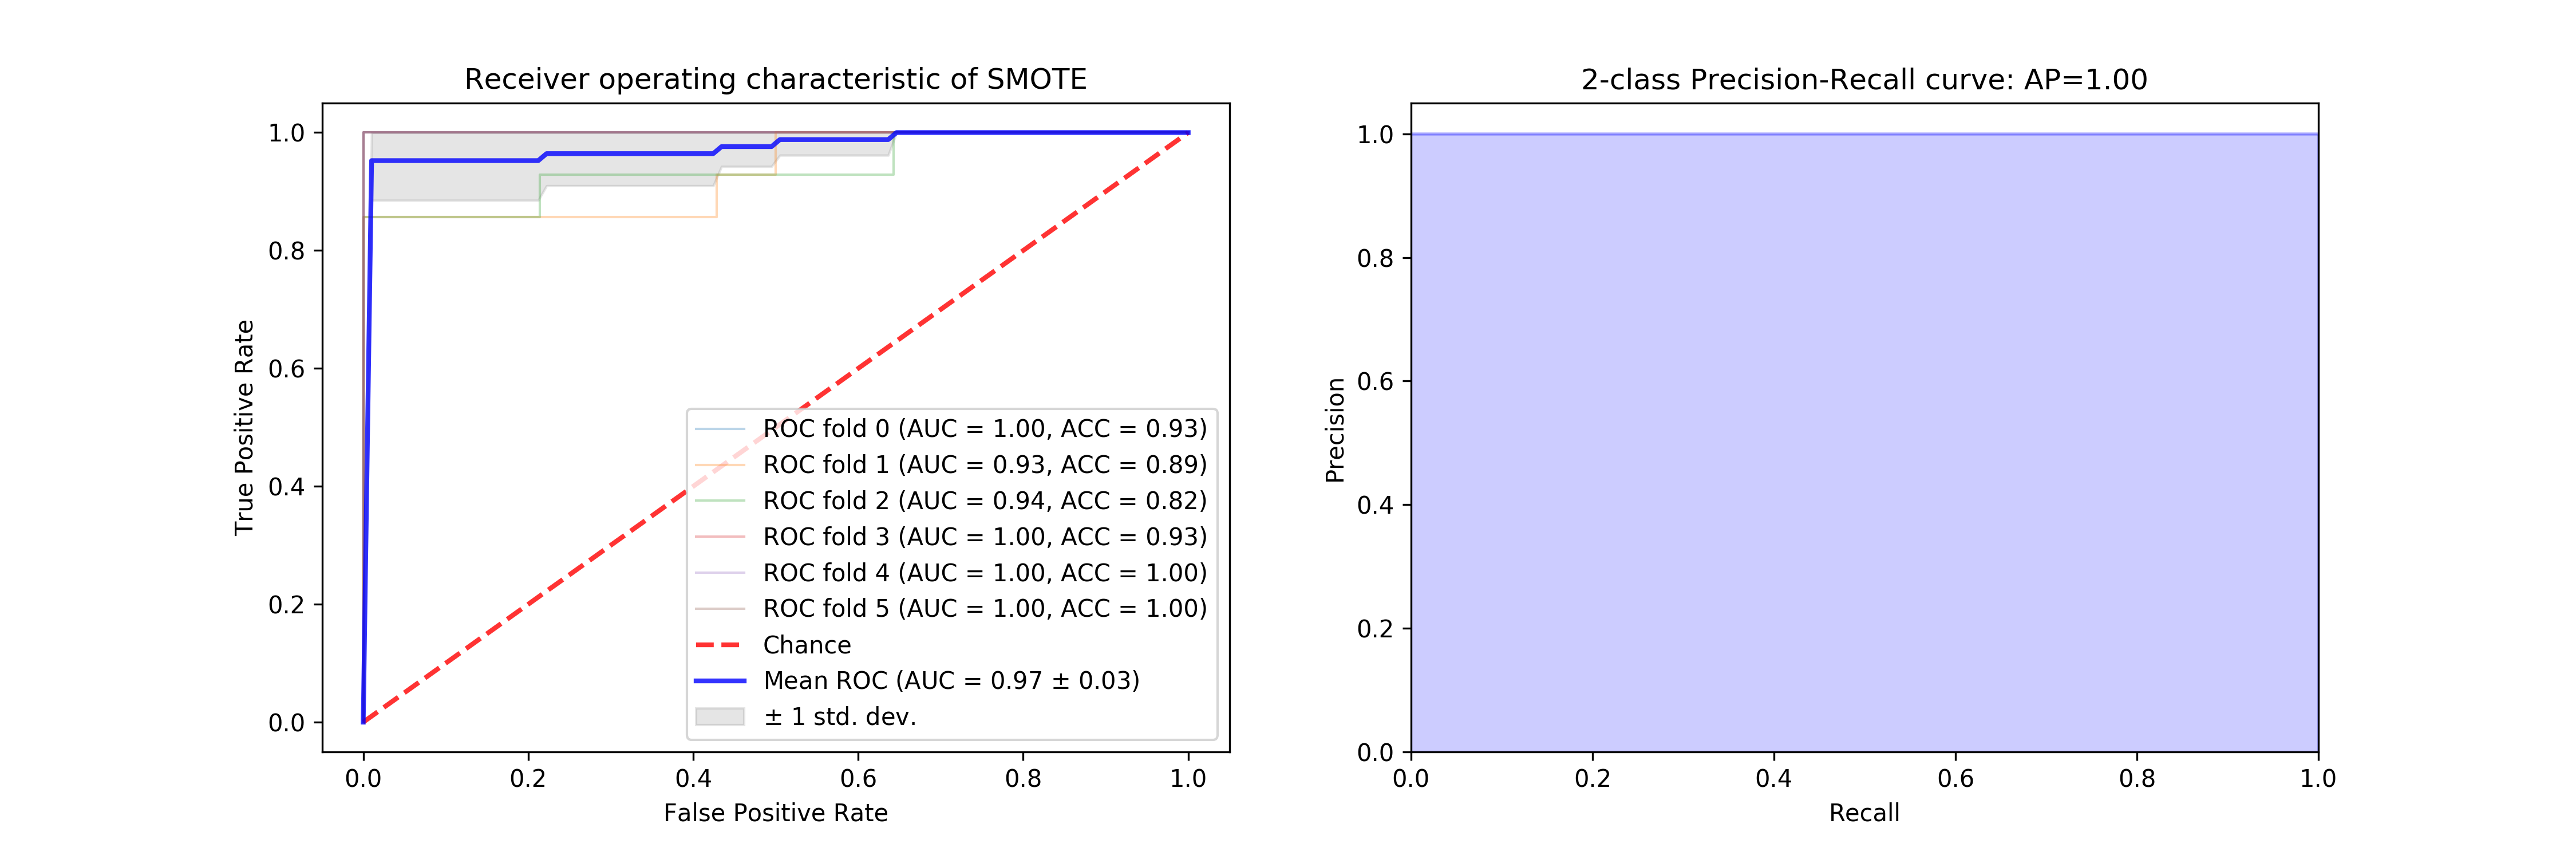 Receiver operating characteristic of SMOTE
True Positive Rate
1.0
0.8
0.6
0.4
0.2
0.0
ROC fold 0 (AUC = 1.00, ACC = 0.93)
ROC fold 1 (AUC = 0.93, ACC = 0.89)
ROC fold 2 (AUC = 0.94, ACC = 0.82)
ROC fold 3 (AUC = 1.00, ACC = 0.93)
ROC fold 4 (AUC = 1.00, ACC = 1.00)
ROC fold 5 (AUC = 1.00, ACC = 1.00)
Chance
Mean ROC (AUC = 0.97 ± 0.03)
± 1 std. dev.
0.0 0.2 0.4 0.6 0.8 1.0
False Positive Rate
2-class Precision-Recall curve: AP=1.00
Precision
1.0
0.8
0.6
0.4
0.2
0.0
0.0 0.2 0.4 0.6 0.8 1.0
Recall